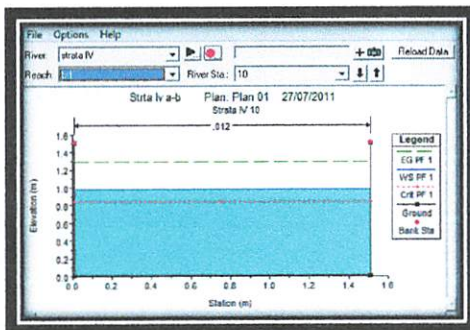 File Options Help
River: strata IV Reload Data
Reach: River Sta.: 10
Strta Iv a-b Plan: Plan 01 27/07/2011
Strata IV 10
.012
Legend
EG PF 1
WS PF 1
Crit PF 1
Ground
Bank Sta
Elevation (m)
1.6
1.4
1.2
1.0
0.8
0.6
0.4
0.2
0.0
0.0 0.2 0.4 0.6 0.8 1.0 1.2 1.4 1.6
Station (m)